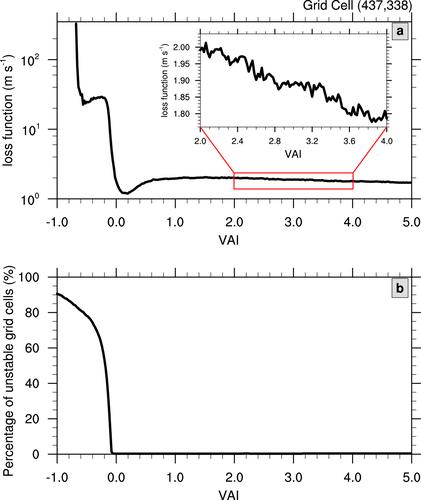 Grid Cell (437,338)
a
loss function (m s⁻¹)
10²
10¹
10⁰
-1.0 0.0 1.0 2.0 3.0 4.0 5.0
VAI
loss function (m s⁻¹)
2.00
1.95
1.90
1.85
1.80
2.0 2.4 2.8 3.2 3.6 4.0
VAI
b
Percentage of unstable grid cells (%)
100
80
60
40
20
0
-1.0 0.0 1.0 2.0 3.0 4.0 5.0
VAI